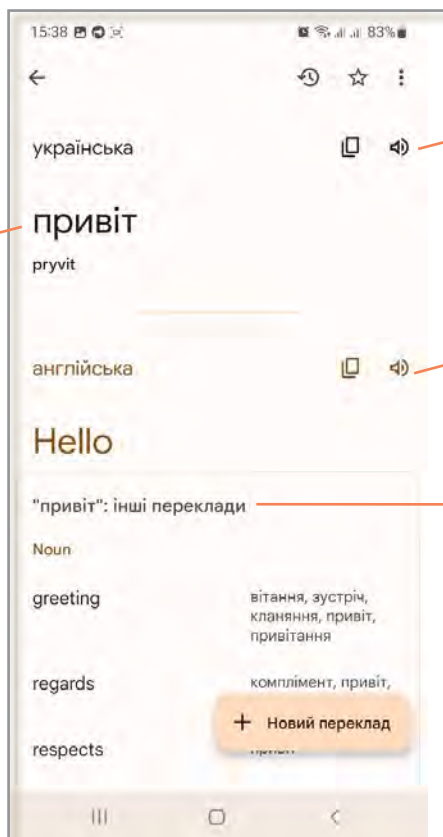 15:38 83%
українська
привіт
pryvit
англійська
Hello
"привіт": інші переклади
Noun
greeting вітання, зустріч,
кланяння, привіт,
привітання
regards комплімент, привіт,
+ Новий переклад
respects